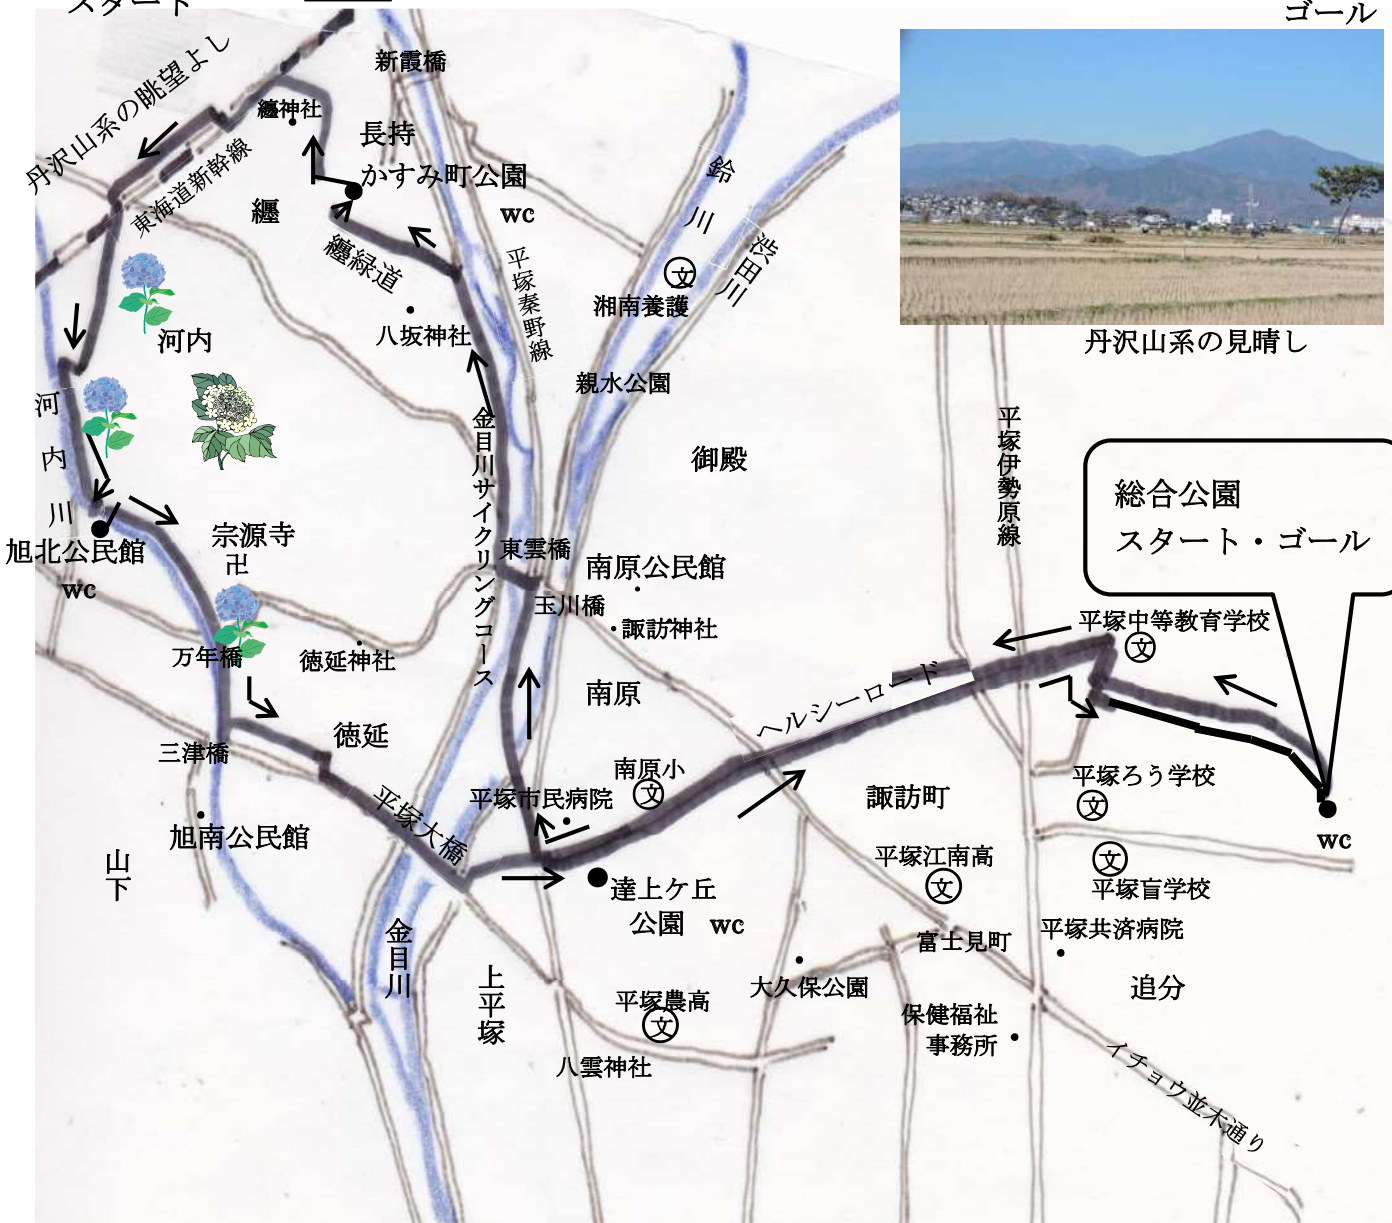 スタート
ゴール
新霞橋
丹沢山系の眺望よし
纒神社
長持
かすみ町公園
wc
東海道新幹線
纒
纒緑道
平塚秦野線
鈴川
渋田川
文
湘南養護
八坂神社
河内
丹沢山系の見晴し
親水公園
河内川
金目川サイクリングコース
平塚伊勢原線
御殿
総合公園
スタート・ゴール
宗源寺
卍
旭北公民館
wc
東雲橋
南原公民館
玉川橋
諏訪神社
平塚中等教育学校
文
万年橋
徳延神社
南原
ヘルシーロード
徳延
三津橋
南原小
文
平塚市民病院
平塚大橋
諏訪町
平塚ろう学校
文
wc
旭南公民館
山下
平塚江南高
文
文
平塚盲学校
達上ケ丘
公園 wc
金目川
富士見町
平塚共済病院
上平塚
大久保公園
追分
平塚農高
文
保健福祉
事務所
八雲神社
イチョウ並木通り